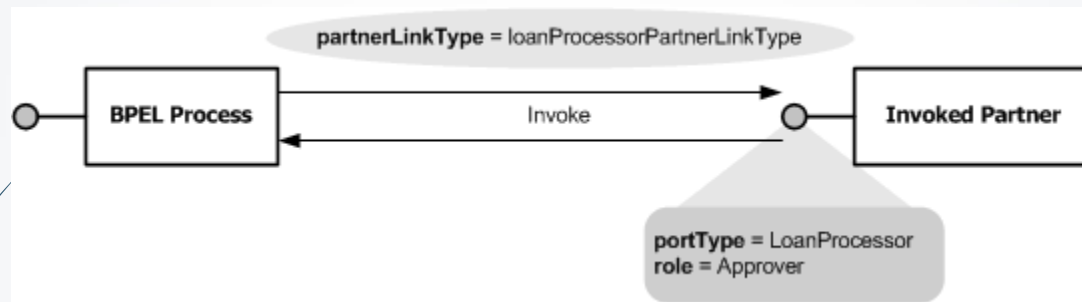 partnerLinkType = loanProcessorPartnerLinkType
BPEL Process
Invoke
Invoked Partner
portType = LoanProcessor
role = Approver